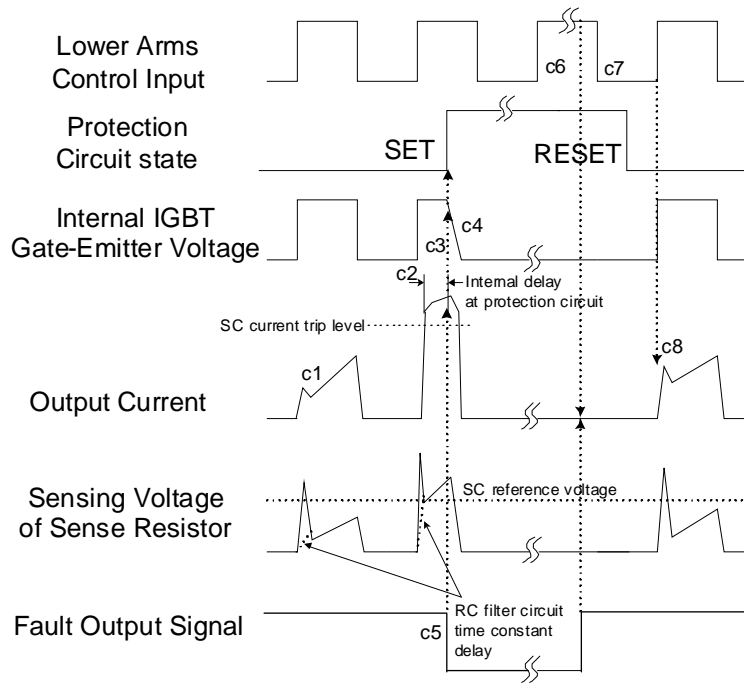 Lower Arms
Control Input
c6
c7
Protection
Circuit state
SET
RESET
Internal IGBT
Gate-Emitter Voltage
c4
c3
c2
Internal delay
at protection circuit
SC current trip level
c1
c8
Output Current
Sensing Voltage
of Sense Resistor
SC reference voltage
Fault Output Signal
c5
RC filter circuit
time constant
delay